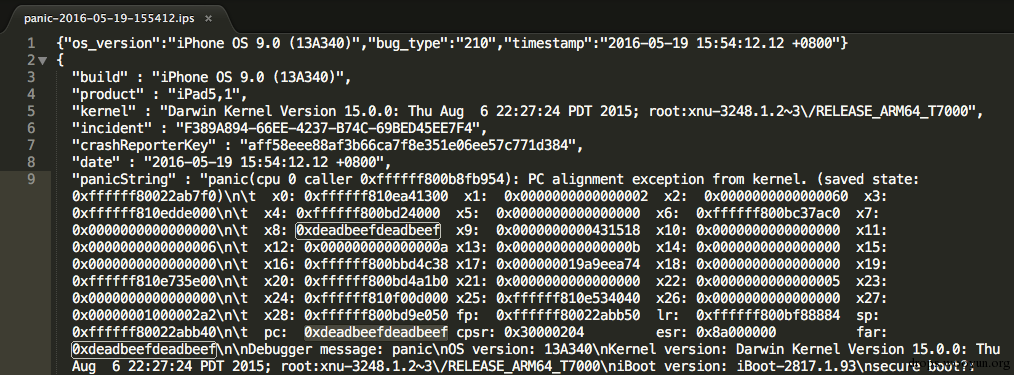 panic-2016-05-19-155412.ips ×
1 {"os_version":"iPhone OS 9.0 (13A340)","bug_type":"210","timestamp":"2016-05-19 15:54:12.12 +0800"}
2 {
3 "build" : "iPhone OS 9.0 (13A340)",
4 "product" : "iPad5,1",
5 "kernel" : "Darwin Kernel Version 15.0.0: Thu Aug  6 22:27:24 PDT 2015; root:xnu-3248.1.2~3\/RELEASE_ARM64_T7000",
6 "incident" : "F389A894-66EE-4237-B74C-69BED45EE7F4",
7 "crashReporterKey" : "aff58eee88af3b66ca7f8e351e06ee57c771d384",
8 "date" : "2016-05-19 15:54:12.12 +0800",
9 "panicString" : "panic(cpu 0 caller 0xffffff800b8fb954): PC alignment exception from kernel. (saved state:
0xffffff80022ab7f0)\n\t  x0: 0xffffff810ea41300  x1:  0x0000000000000002  x2:  0x0000000000000060  x3:
0xffffff810edde000\n\t  x4: 0xffffff800bd24000  x5:  0x0000000000000000  x6:  0xffffff800bc37ac0  x7:
0x0000000000000000\n\t  x8: 0xdeadbeefdeadbeef  x9:  0x0000000000431518  x10: 0x0000000000000000  x11:
0x0000000000000006\n\t  x12: 0x000000000000000a x13: 0x0000000000000000  x14: 0x000000000000000b  x15:
0x0000000000000000\n\t  x16: 0xffffff800bbd4c38 x17: 0x000000019a9eea74  x18: 0x0000000000000000  x19:
0xffffff810e735e00\n\t  x20: 0xffffff800bd4a1b0 x21: 0x0000000000000000  x22: 0x0000000000000005  x23:
0x0000000000000000\n\t  x24: 0xffffff810f00d000 x25: 0xffffff810e534040  x26: 0x0000000000000000  x27:
0x00000001000002a2\n\t  x28: 0xffffff800bd9e050 fp: 0xffffff80022abb50  lr:  0xffffff800bf88884  sp:
0xffffff80022abb40\n\t  pc:  0xdeadbeefdeadbeef cpsr: 0x30000204         esr: 0x8a000000          far:
0xdeadbeefdeadbeef\n\nDebugger message: panic\nOS version: 13A340\nKernel version: Darwin Kernel Version 15.0.0: Thu
Aug  6 22:27:24 PDT 2015; root:xnu-3248.1.2~3\/RELEASE_ARM64_T7000\niBoot version: iBoot-2817.1.93\nsecure boot?: